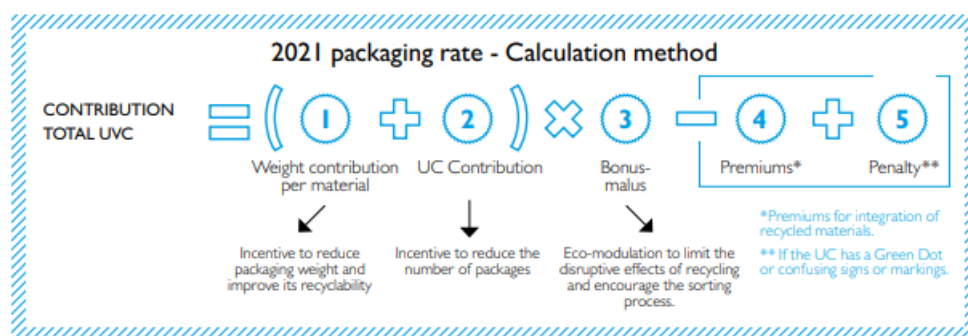 2021 packaging rate - Calculation method
CONTRIBUTION
TOTAL UVC
= ( 1 + 2 ) × 3 − 4 + 5
Weight contribution
per material
UC Contribution
Bonus-
malus
Premiums*
Penalty**
Incentive to reduce
packaging weight and
improve its recyclability
Incentive to reduce the
number of packages
Eco-modulation to limit the
disruptive effects of recycling
and encourage the sorting
process.
*Premiums for integration of
recycled materials.
** If the UC has a Green Dot
or confusing signs or markings.